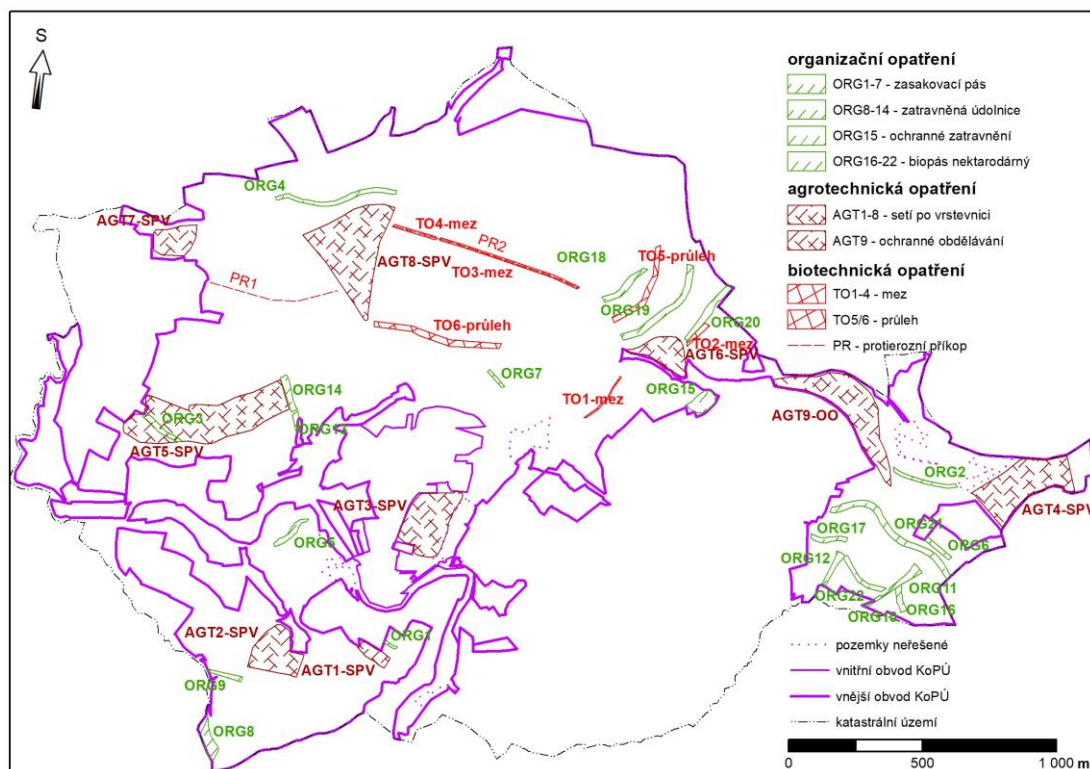 S
organizační opatření
ORG1-7 - zasakovací pás
ORG8-14 - zatravněná údolnice
ORG15 - ochranné zatravnění
ORG16-22 - biopás nektarodárný
agrotechnická opatření
AGT1-8 - setí po vrstevnici
AGT9 - ochranné obdělávání
biotechnická opatření
TO1-4 - mez
TO5/6 - průleh
PR - protierozní příkop
ORG4
AGT7-SPV
TO4-mez
PR2
ORG18
TO5-průleh
AGT8-SPV
TO3-mez
PR1
ORG19
ORG20
TO6-průleh
TO2-mez
AGT6-SPV
ORG7
ORG15
ORG14
TO1-mez
AGT9-OO
ORG3
AGT5-SPV
ORG2
AGT3-SPV
AGT4-SPV
ORG5
ORG17
ORG21
ORG6
ORG12
ORG11
ORG22
ORG16
AGT2-SPV
ORG1
AGT1-SPV
ORG9
ORG8
pozemky neřešené
vnitřní obvod KoPÚ
vnější obvod KoPÚ
katastrální území
0 500 1 000 m